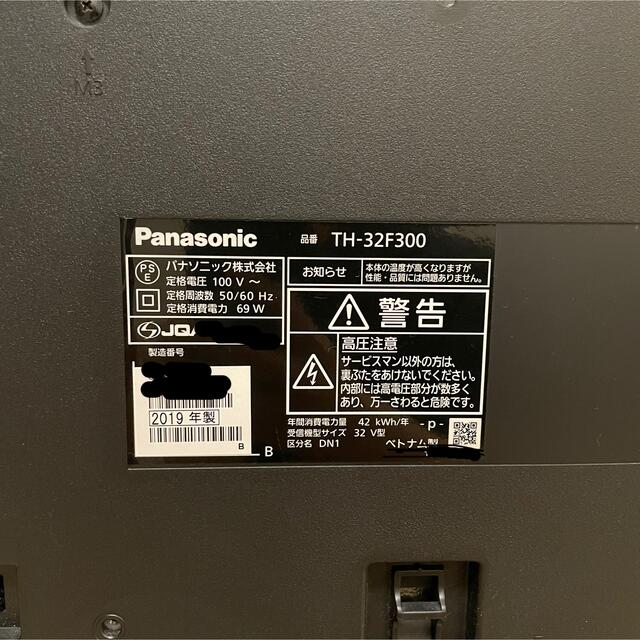 M3
Panasonic
品番 TH-32F300
PS
E
パナソニック株式会社
定格電圧 100 V ～
定格周波数 50/60 Hz
定格消費電力 69 W
JQA
製造番号
2019 年製
B
B
お知らせ
本体の温度が高くなりますが
性能・品質には問題ありません。
警告
高圧注意
サービスマン以外の方は、
裏ぶたをあけないでください。
内部には高電圧部分が数多く
あり、万一さわると危険です。
年間消費電力量 42 kWh/年
受信機型サイズ 32 V型
区分名 DN1
-p-
ベトナム製